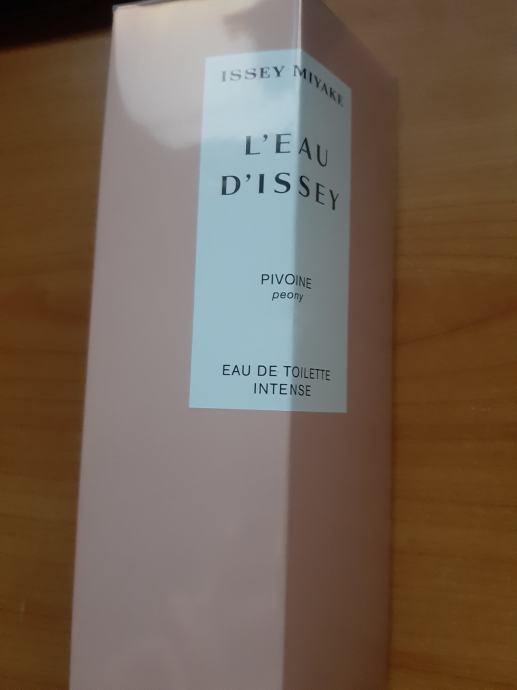 ISSEY MIYAKE
L'EAU
D'ISSEY
PIVOINE
peony
EAU DE TOILETTE
INTENSE